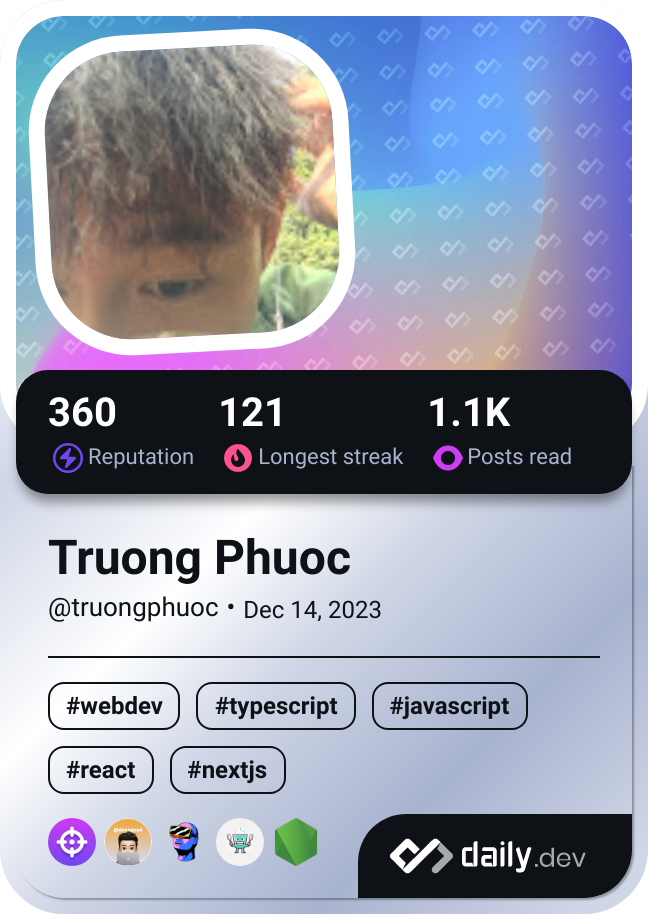 360 121 1.1K
Reputation Longest streak Posts read
Truong Phuoc
@truongphuoc • Dec 14, 2023
#webdev #typescript #javascript
#react #nextjs
daily.dev